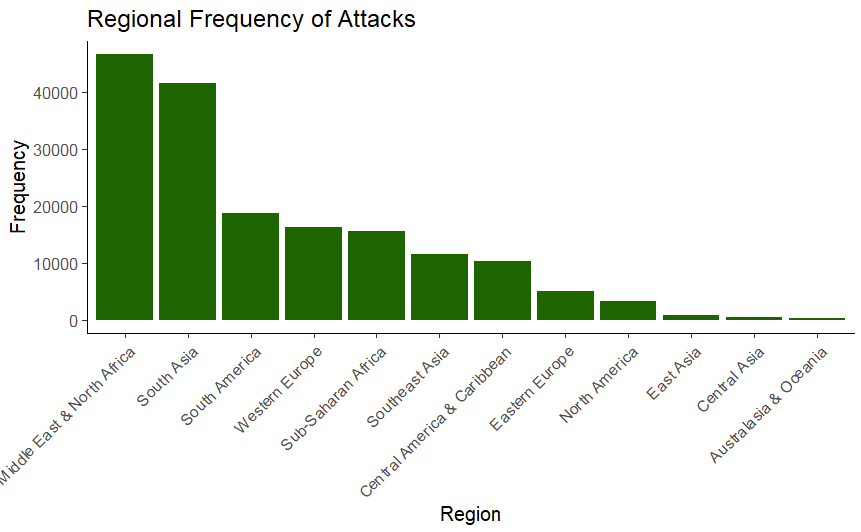 Regional Frequency of Attacks
Frequency
40000
30000
20000
10000
0
Middle East & North Africa
South Asia
South America
Western Europe
Sub-Saharan Africa
Southeast Asia
Central America & Caribbean
Eastern Europe
North America
East Asia
Central Asia
Australasia & Oceania
Region